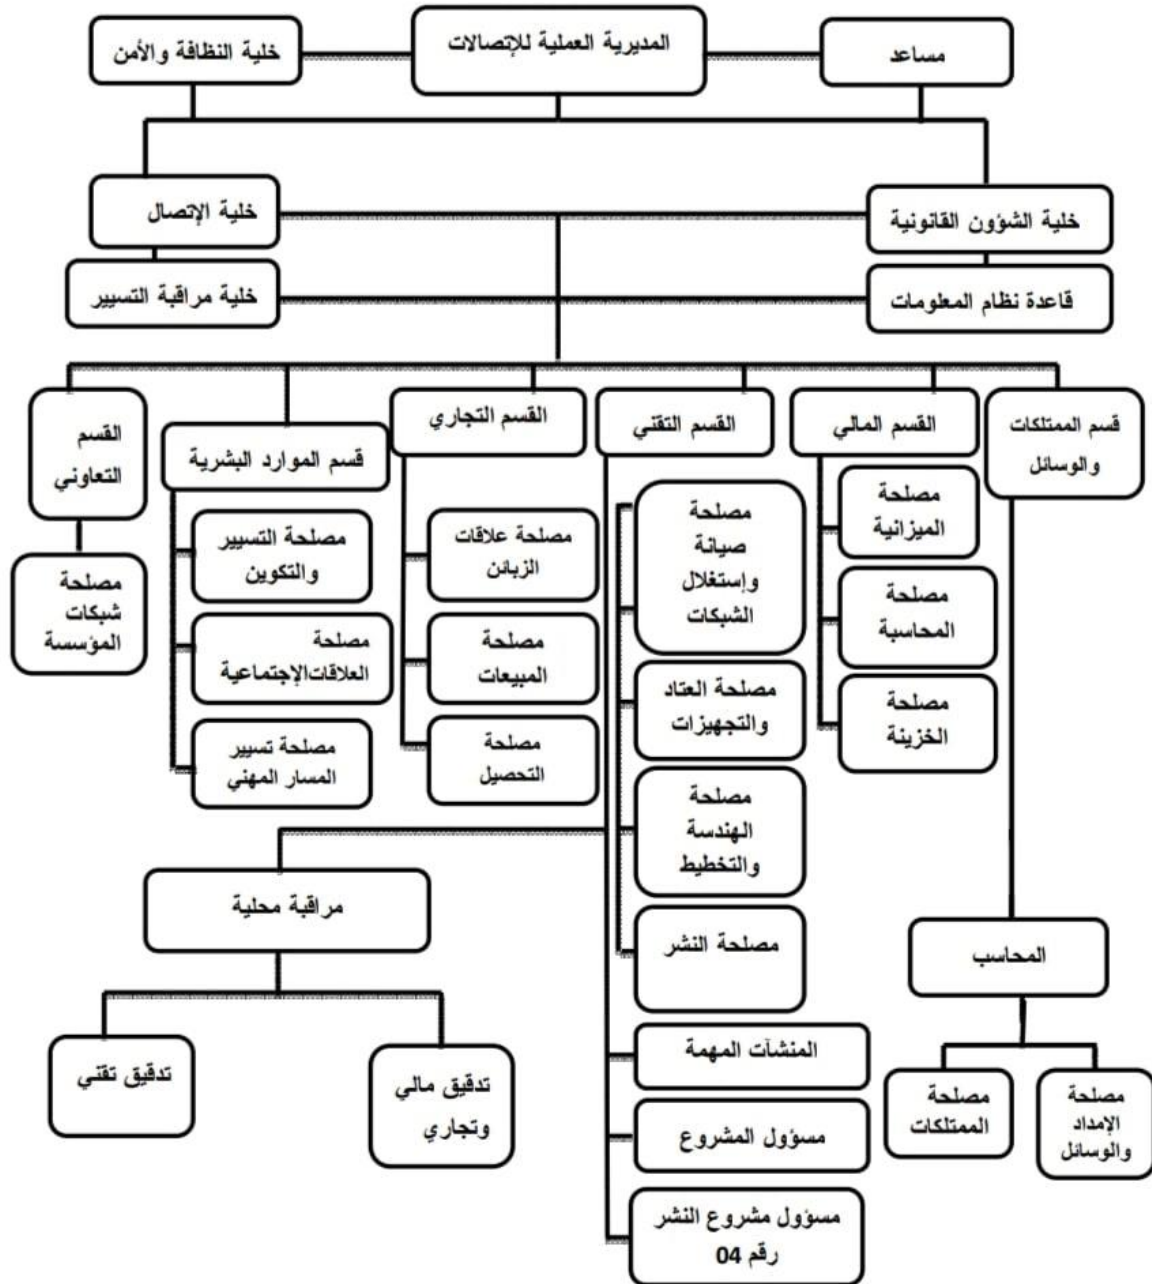 المديرية العملية للإتصالات
مساعد
خلية النظافة والأمن
خلية الشؤون القانونية
خلية الإتصال
قاعدة نظام المعلومات
خلية مراقبة التسيير
قسم الممتلكات
والوسائل
القسم المالي
القسم التقني
القسم التجاري
قسم الموارد البشرية
القسم
التعاوني
مصلحة
الميزانية
مصلحة
المحاسبة
مصلحة
الخزينة
مصلحة
صيانة
وإستغلال
الشبكات
مصلحة العتاد
والتجهيزات
مصلحة
الهندسة
والتخطيط
مصلحة النشر
المنشآت المهمة
مسؤول المشروع
مسؤول مشروع النشر
رقم 04
مصلحة علاقات
الزبائن
مصلحة
المبيعات
مصلحة
التحصيل
مصلحة التسيير
والتكوين
مصلحة
العلاقات الإجتماعية
مصلحة تسيير
المسار المهني
مصلحة
شبكات
المؤسسة
المحاسب
مصلحة
الإمداد
والوسائل
مصلحة
الممتلكات
مراقبة محلية
تدقيق مالي
وتجاري
تدقيق تقني